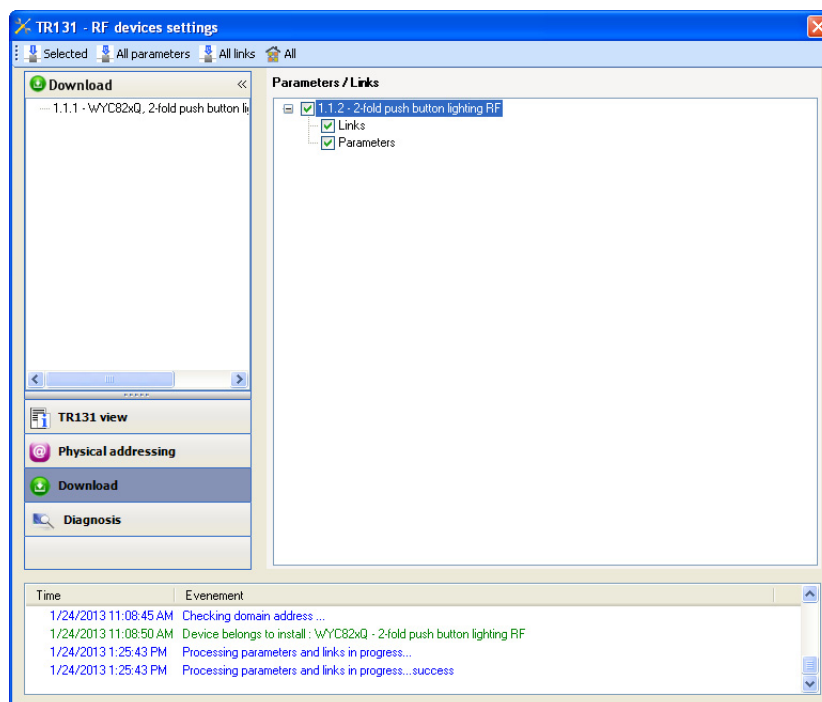 TR131 - RF devices settings
Selected All parameters All links All
Download «
1.1.1 - WYC82xQ, 2-fold push button
Parameters / Links
1.1.2 - 2-fold push button lighting RF
Links
Parameters
TR131 view
Physical addressing
Download
Diagnosis
Time Evenement
1/24/2013 11:08:45 AM Checking domain address ...
1/24/2013 11:08:50 AM Device belongs to install : WYC82xQ - 2-fold push button lighting RF
1/24/2013 1:25:43 PM Processing parameters and links in progress...
1/24/2013 1:25:43 PM Processing parameters and links in progress...success